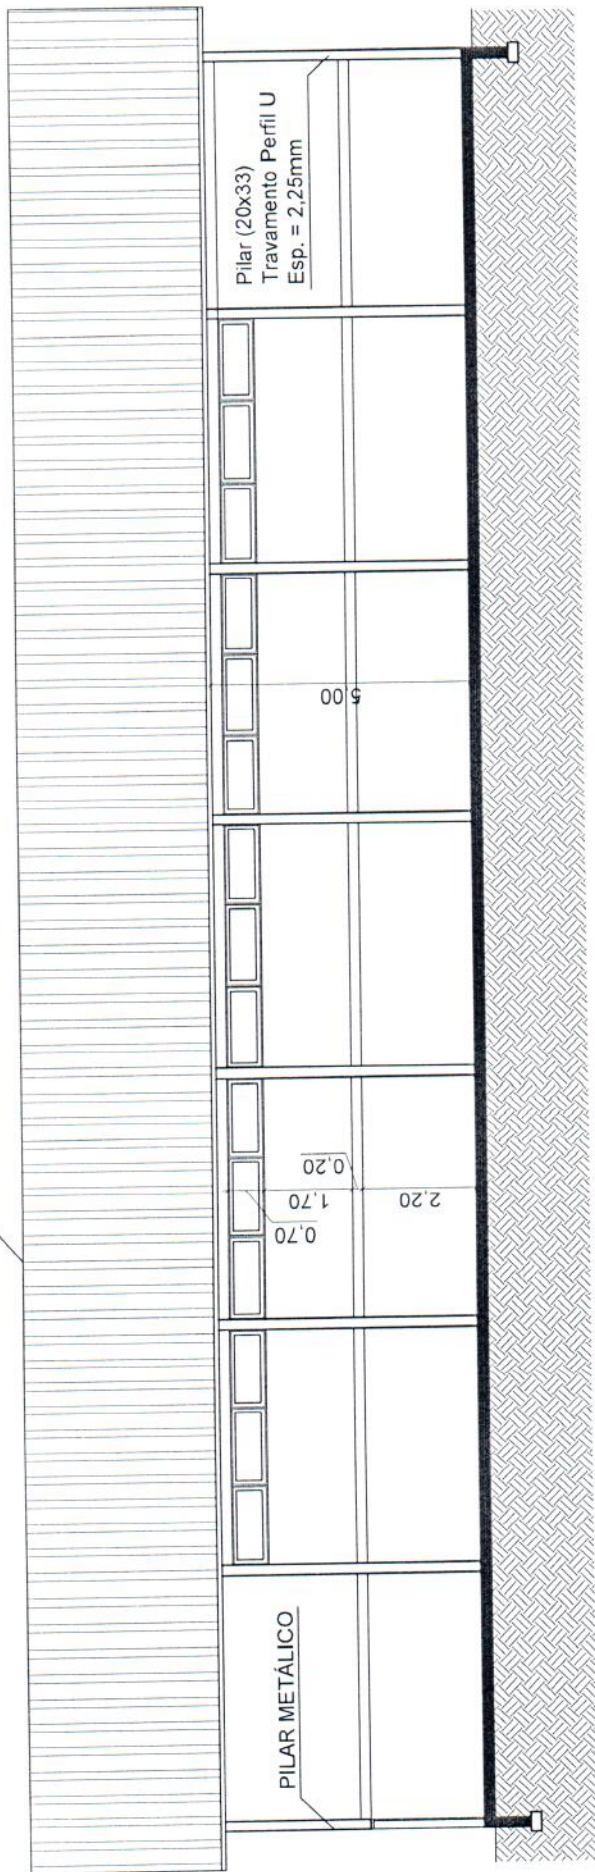 Pilar (20x33)
Travamento Perfil U
Esp. = 2,25mm
5,00
0,20
1,70
0,70
2,20
PILAR METÁLICO